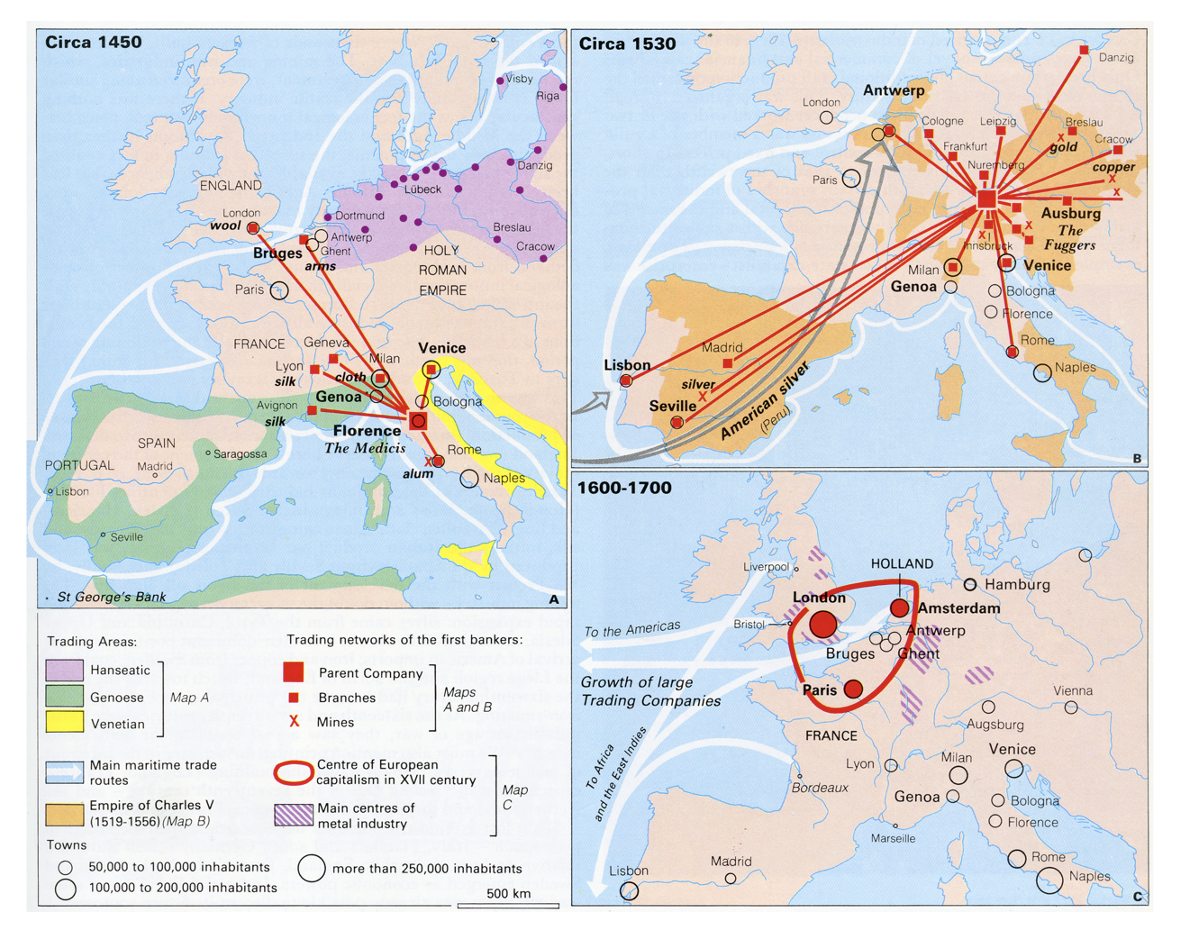 Circa 1450
Visby
Riga
Danzig
Lübeck
ENGLAND
London
wool
Dortmund
Antwerp
Bruges
Ghent
arms
Breslau
Cracow
HOLY
ROMAN
EMPIRE
Paris
FRANCE
Geneva
Milan
Venice
Lyon
silk
cloth
Genoa
Bologna
Avignon
silk
Florence
The Medicis
SPAIN
Saragossa
Rome
alum
Naples
PORTUGAL
Madrid
Lisbon
Seville
· St George's Bank
A
Circa 1530
Danzig
Antwerp
London
Cologne
Leipzig
Breslau
Cracow
Frankfurt
gold
Nuremberg
copper
Paris
Ausburg
The
Fuggers
Innsbruck
Milan
Venice
Genoa
Bologna
Florence
Madrid
Rome
Lisbon
Naples
silver
Seville
American silver
(Peru)
B
1600-1700
Liverpool
HOLLAND
Hamburg
London
Amsterdam
To the Americas
Bristol
Antwerp
Bruges
Ghent
Growth of large
Trading Companies
Paris
Vienna
Augsburg
FRANCE
To Africa
and the East Indies
Lyon
Milan
Venice
Bordeaux
Genoa
Bologna
Florence
Marseille
Madrid
Rome
Lisbon
Naples
C
Trading Areas:
Hanseatic
Genoese
Venetian
Map A
Trading networks of the first bankers:
Parent Company
Branches
Mines
Maps
A and B
Main maritime trade
routes
Empire of Charles V
(1519-1556) (Map B)
Centre of European
capitalism in XVII century
Main centres of
metal industry
Map
C
Towns
50,000 to 100,000 inhabitants
100,000 to 200,000 inhabitants
more than 250,000 inhabitants
500 km